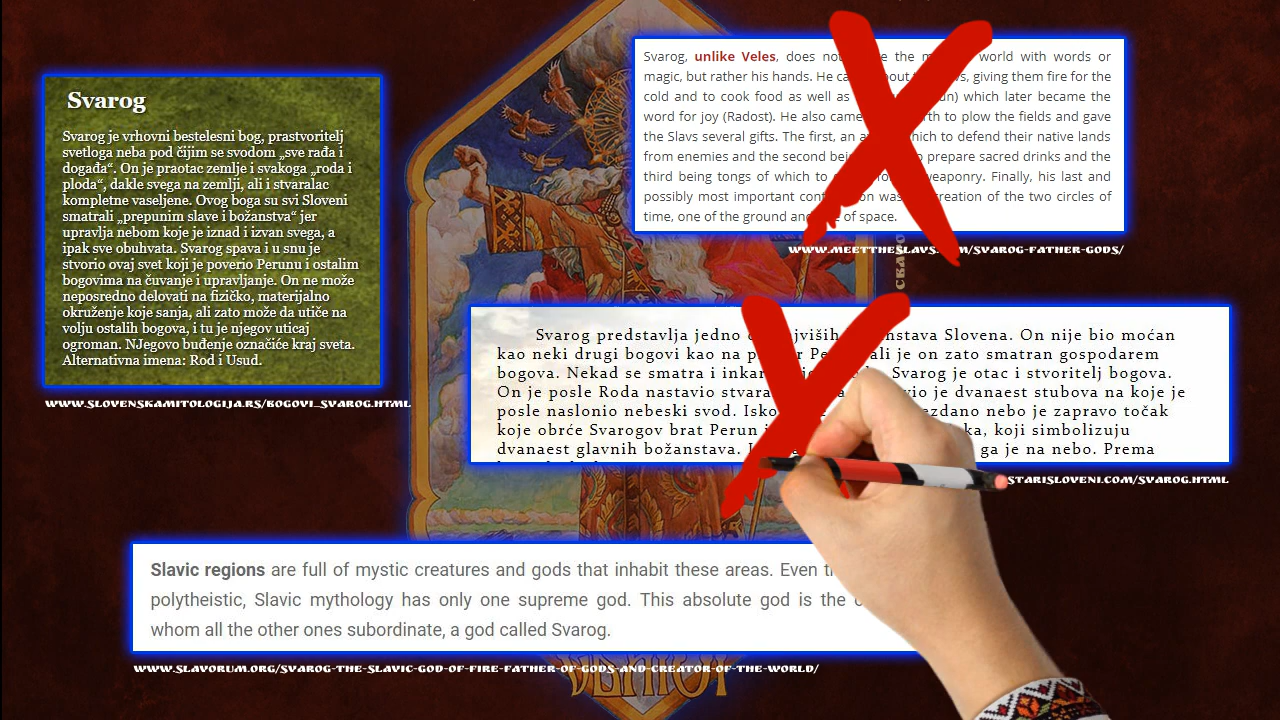 Svarog
Svarog je vrhovni bestelesni bog, prastvoritelj
svetloga neba pod čijim se svodom „sve rađa i
događa“. On je praotac zemlje i svakoga „roda i
ploda“, dakle svega na zemlji, ali i stvaralac
kompletne vaseljene. Ovog boga su svi Sloveni
smatrali „prepunim slave i božanstva“ jer
upravlja nebom koje je iznad i izvan svega, a
ipak sve obuhvata. Svarog spava i u snu je
stvorio ovaj svet koji je poverio Perunu i ostalim
bogovima na čuvanje i upravljanje. On ne može
neposredno delovati na fizičko, materijalno
okruženje koje sanja, ali zato može da utiče na
volju ostalih bogova, i tu je njegov uticaj
ogroman. NJegovo buđenje označiće kraj sveta.
Alternativna imena: Rod i Usud.
WWW.SLOVENSKAMITOLOGIJA.RS/BOGOVI_SVAROG.HTML
Svarog, unlike Veles, does the world with words or
magic, but rather his hands. He giving them fire for the
cold and to cook food as well as which later became the
word for joy (Radost). He also came to plow the fields and gave
the Slavs several gifts. The first, an which to defend their native lands
from enemies and the second prepare sacred drinks and the
third being tongs of which to weaponry. Finally, his last and
possibly most important was creation of the two circles of
time, one of the ground and of space.
WWW.MEETTHESLAVS. /SVAROG-FATHER-GODS/
СВАРО
Svarog predstavlja jedno Slovena. On nije bio moćan
kao neki drugi bogovi kao na ali je on zato smatran gospodarem
bogova. Nekad se smatra i Svarog je otac i stvoritelj bogova.
On je posle Roda nastavio je dvanaest stubova na koje je
posle naslonio nebeski svod. nebo je zapravo točak
koje obrće Svarogov brat Perun koji simbolizuju
dvanaest glavnih božanstava. ga je na nebo. Prema
STARISLOVENI.COM/SVAROG.HTML
Slavic regions are full of mystic creatures and gods that inhabit these areas. Even
polytheistic, Slavic mythology has only one supreme god. This absolute god is the
whom all the other ones subordinate, a god called Svarog.
WWW.SLAVORUM.ORG/SVAROG-THE-SLAVIC-GOD-OF-FIRE-FATHER-OF-GODS-AND-CREATOR-OF-THE-WORLD/